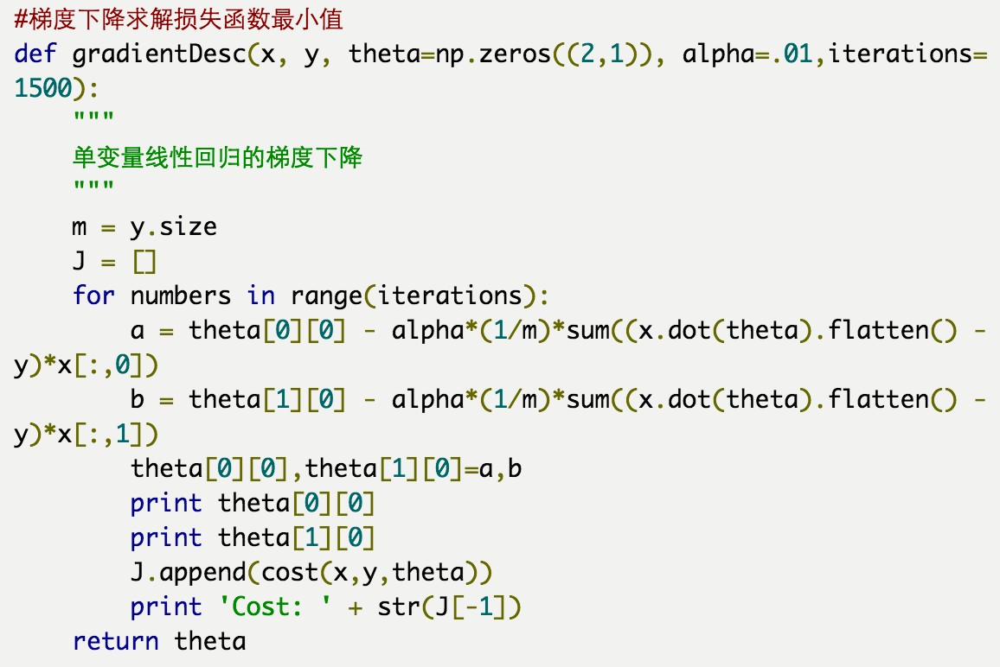 #梯度下降求解损失函数最小值
def gradientDesc(x, y, theta=np.zeros((2,1)), alpha=.01,iterations=
1500):
    """
    单变量线性回归的梯度下降
    """
    m = y.size
    J = []
    for numbers in range(iterations):
        a = theta[0][0] - alpha*(1/m)*sum((x.dot(theta).flatten() -
y)*x[:,0])
        b = theta[1][0] - alpha*(1/m)*sum((x.dot(theta).flatten() -
y)*x[:,1])
        theta[0][0],theta[1][0]=a,b
        print theta[0][0]
        print theta[1][0]
        J.append(cost(x,y,theta))
        print 'Cost: ' + str(J[-1])
    return theta